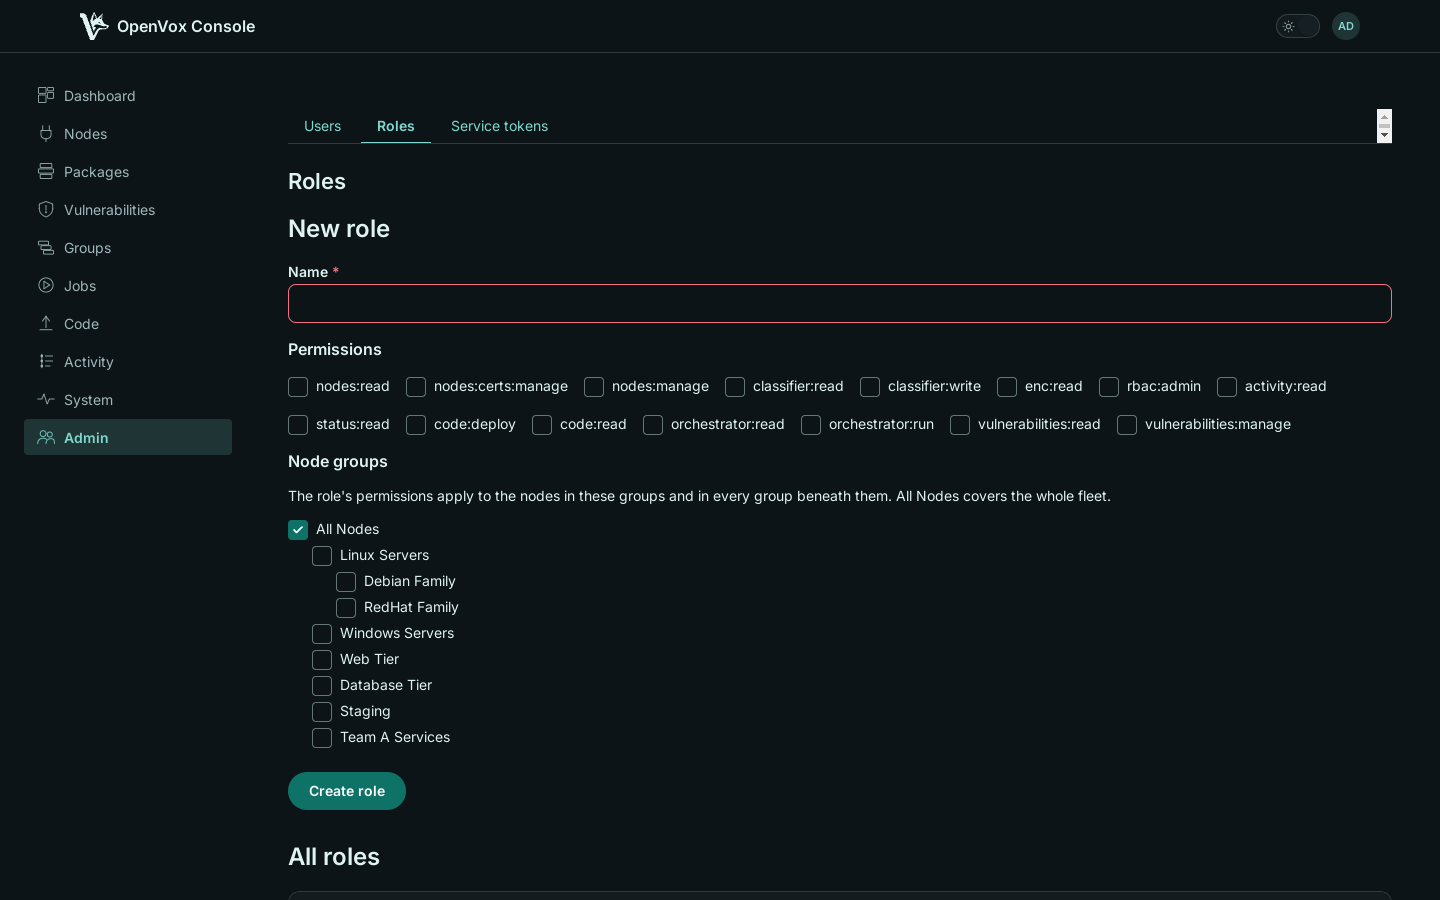 OpenVox Console
AD
Dashboard
Nodes
Packages
Vulnerabilities
Groups
Jobs
Code
Activity
System
Admin
Users Roles Service tokens
Roles
New role
Name *
Permissions
nodes:read nodes:certs:manage nodes:manage classifier:read classifier:write enc:read rbac:admin activity:read
status:read code:deploy code:read orchestrator:read orchestrator:run vulnerabilities:read vulnerabilities:manage
Node groups
The role's permissions apply to the nodes in these groups and in every group beneath them. All Nodes covers the whole fleet.
All Nodes
Linux Servers
Debian Family
RedHat Family
Windows Servers
Web Tier
Database Tier
Staging
Team A Services
Create role
All roles